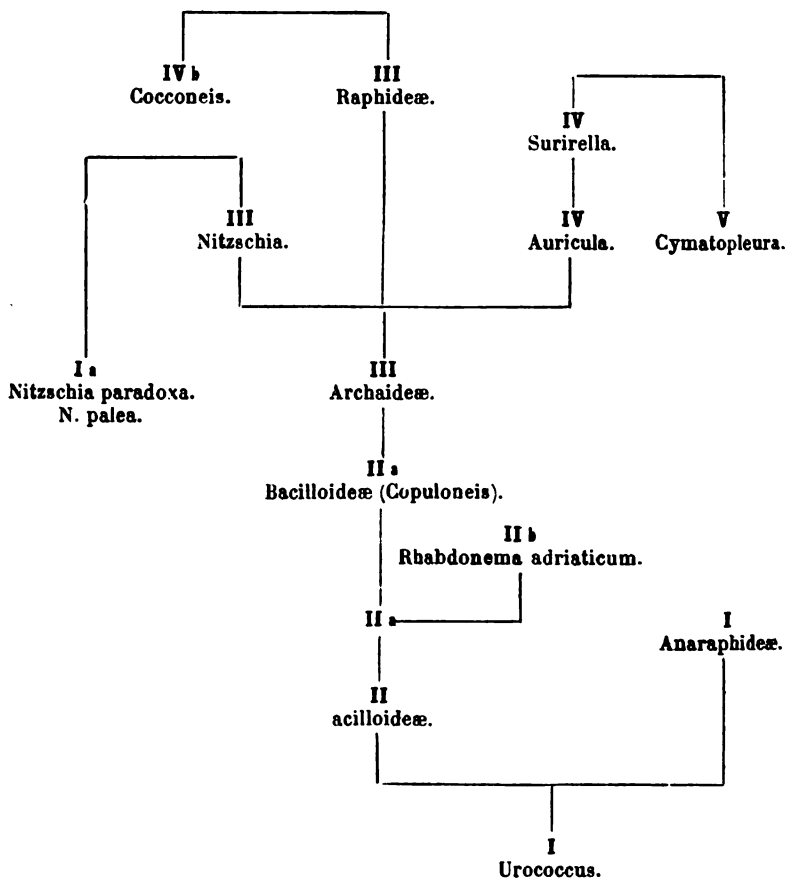 IV b
Cocconeis.
III
Raphideæ.
IV
Surirella.
III
Nitzschia.
IV
Auricula.
V
Cymatopleura.
I a
Nitzschia paradoxa.
N. palea.
III
Archaideæ.
II a
Bacilloideæ (Copuloneis).
II b
Rhabdonema adriaticum.
II a
I
Anaraphideæ.
II
acilloideæ.
I
Urococcus.